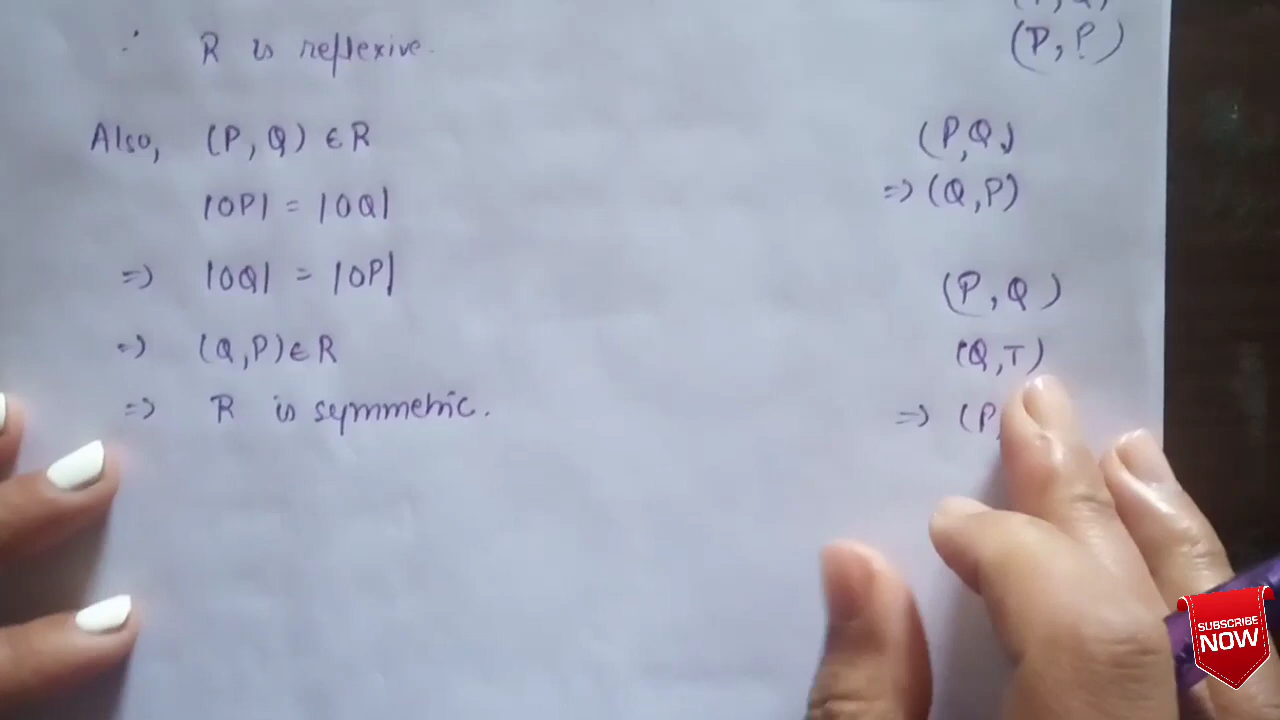 ∴ R is reflexive.
(P, P)
Also, (P, Q) ∈ R
|OP| = |OQ|
=> |OQ| = |OP|
=> (Q, P) ∈ R
=> R is symmetric.
(P, Q)
=> (Q, P)
(P, Q)
(Q, T)
=> (P,
SUBSCRIBE
NOW